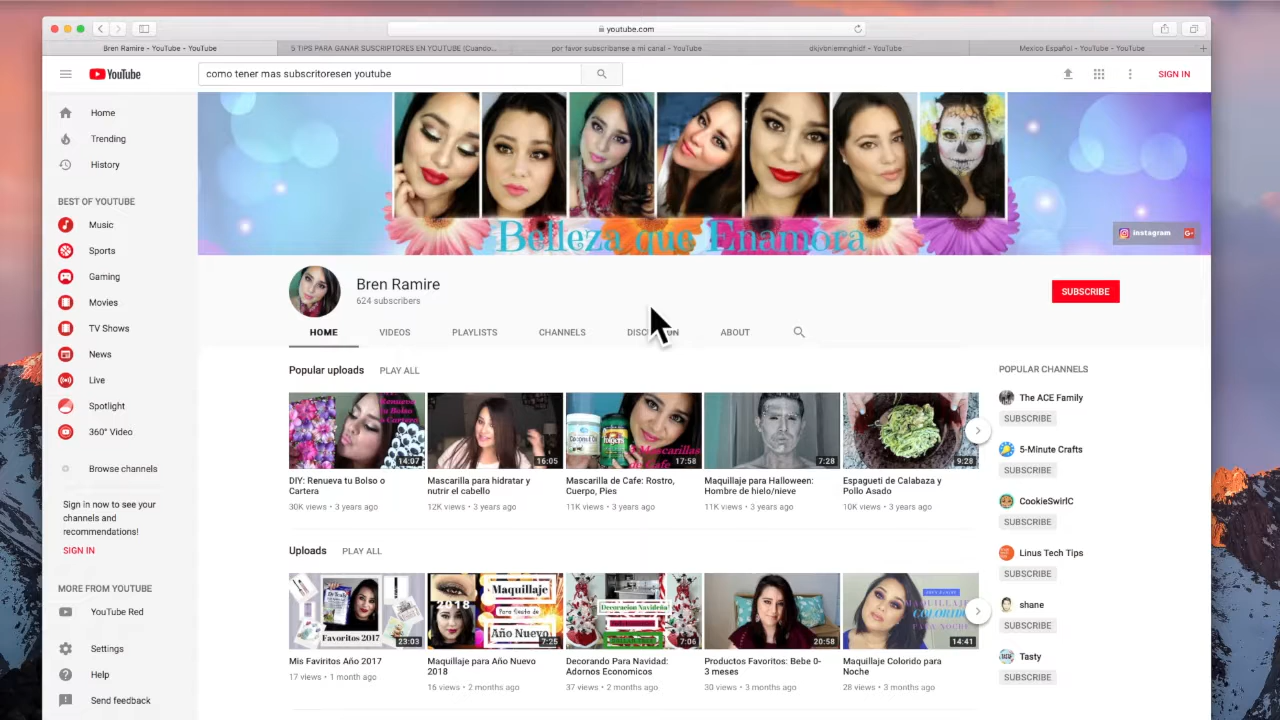 youtube.com
Bren Ramire - YouTube - YouTube
5 TIPS PARA GANAR SUSCRIPTORES EN YOUTUBE (Cuando...
por favor subscribanse a mi canal - YouTube
dkjvbniemnghidf - YouTube
Mexico Español - YouTube - YouTube
YouTube
como tener mas subscritoresen youtube
SIGN IN
Home
Trending
History
BEST OF YOUTUBE
Music
Sports
Gaming
Movies
TV Shows
News
Live
Spotlight
360° Video
Browse channels
Sign in now to see your
channels and
recommendations!
SIGN IN
MORE FROM YOUTUBE
YouTube Red
Settings
Help
Send feedback
Belleza que Enamora
instagram
G+
Bren Ramire
624 subscribers
SUBSCRIBE
HOME
VIDEOS
PLAYLISTS
CHANNELS
ABOUT
Popular uploads
PLAY ALL
14:07
DIY: Renueva tu Bolso o
Cartera
30K views • 3 years ago
16:05
Mascarilla para hidratar y
nutrir el cabello
12K views • 3 years ago
17:58
Mascarilla de Cafe: Rostro,
Cuerpo, Pies
11K views • 3 years ago
7:28
Maquillaje para Halloween:
Hombre de hielo/nieve
11K views • 3 years ago
9:28
Espagueti de Calabaza y
Pollo Asado
10K views • 3 years ago
Uploads
PLAY ALL
Favoritos 2017
23:03
Mis Faviritos Año 2017
17 views • 1 month ago
2018
Maquillaje
Año Nuevo
7:25
Maquillaje para Año Nuevo
2018
16 views • 2 months ago
Decoracion Navideña!
7:06
Decorando Para Navidad:
Adornos Economicos
37 views • 2 months ago
20:58
Productos Favoritos: Bebe 0-
3 meses
30 views • 3 months ago
14:41
Maquillaje Colorido para
Noche
28 views • 3 months ago
POPULAR CHANNELS
The ACE Family
SUBSCRIBE
5-Minute Crafts
SUBSCRIBE
CookieSwirlC
SUBSCRIBE
Linus Tech Tips
SUBSCRIBE
shane
SUBSCRIBE
Tasty
SUBSCRIBE